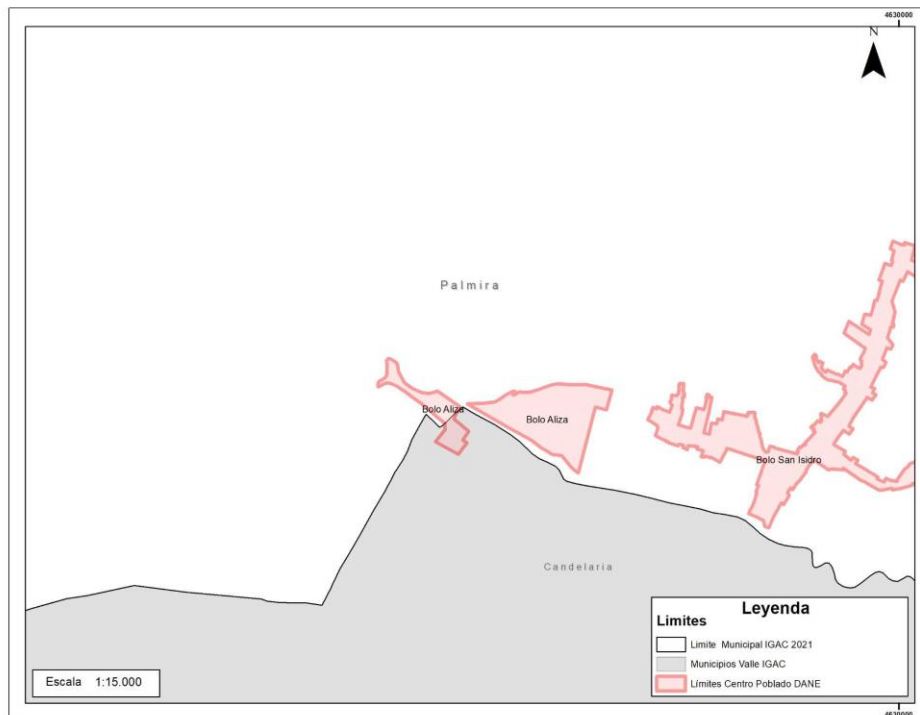 4630000
N
Palmira
Bolo Aliza
Bolo Aliza
Bolo San Isidro
Candelaria
Leyenda
Limites
Limite Municipal IGAC 2021
Municipios Valle IGAC
Límites Centro Poblado DANE
Escala 1:15.000
4630000